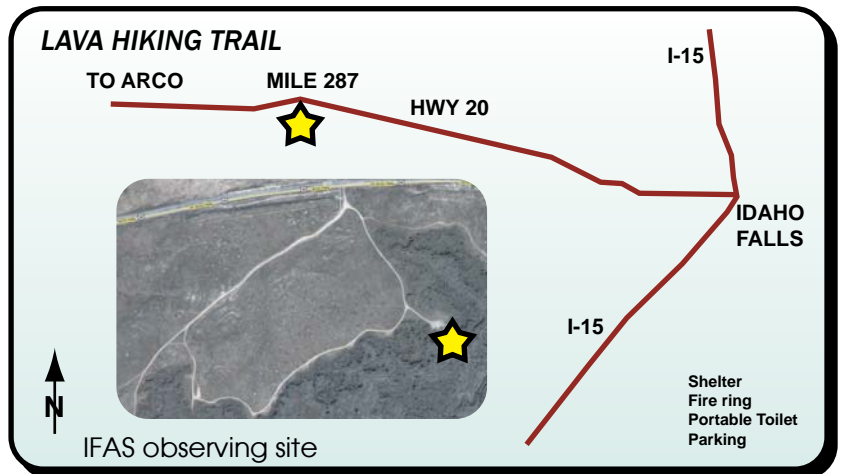 LAVA HIKING TRAIL
TO ARCO
MILE 287
HWY 20
I-15
IDAHO
FALLS
I-15
Shelter
Fire ring
Portable Toilet
Parking
N
IFAS observing site